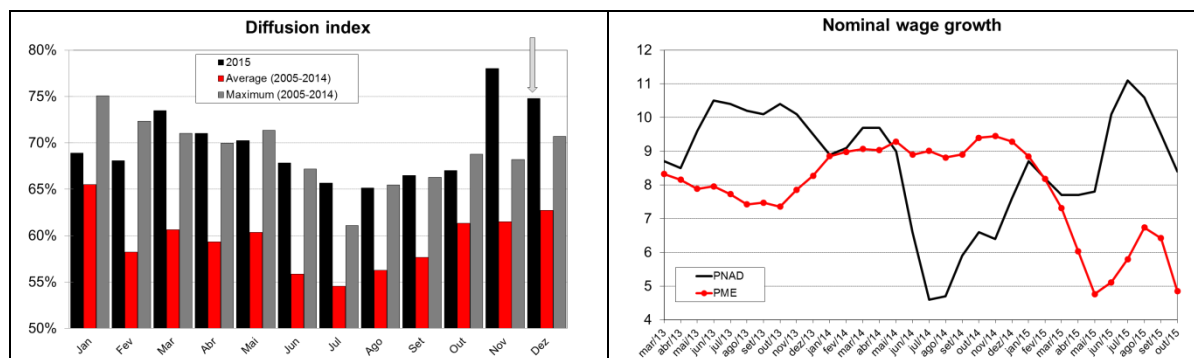 Diffusion index
80%
75%
70%
65%
60%
55%
50%
2015
Average (2005-2014)
Maximum (2005-2014)
Jan Fev Mar Abr Mai Jun Jul Ago Set Out Nov Dez
Nominal wage growth
12
11
10
9
8
7
6
5
4
PNAD
PME
mar/13 abr/13 mai/13 jun/13 jul/13 ago/13 set/13 out/13 nov/13 dez/13 jan/14 fev/14 mar/14 abr/14 mai/14 jun/14 jul/14 ago/14 set/14 out/14 nov/14 dez/14 jan/15 fev/15 mar/15 abr/15 mai/15 jun/15 jul/15 ago/15 set/15 out/15